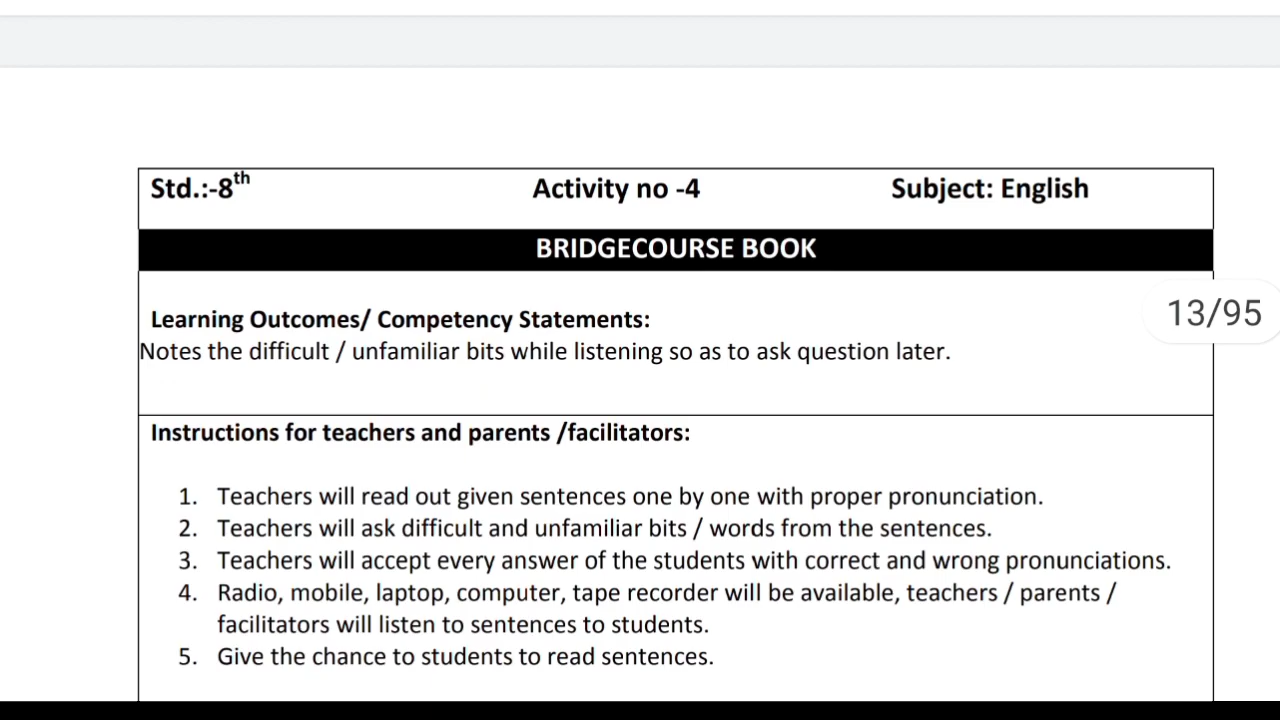 Std.:-8th Activity no -4 Subject: English
BRIDGECOURSE BOOK
Learning Outcomes/ Competency Statements:
13/95
Notes the difficult / unfamiliar bits while listening so as to ask question later.
Instructions for teachers and parents /facilitators:
1. Teachers will read out given sentences one by one with proper pronunciation.
2. Teachers will ask difficult and unfamiliar bits / words from the sentences.
3. Teachers will accept every answer of the students with correct and wrong pronunciations.
4. Radio, mobile, laptop, computer, tape recorder will be available, teachers / parents /
facilitators will listen to sentences to students.
5. Give the chance to students to read sentences.